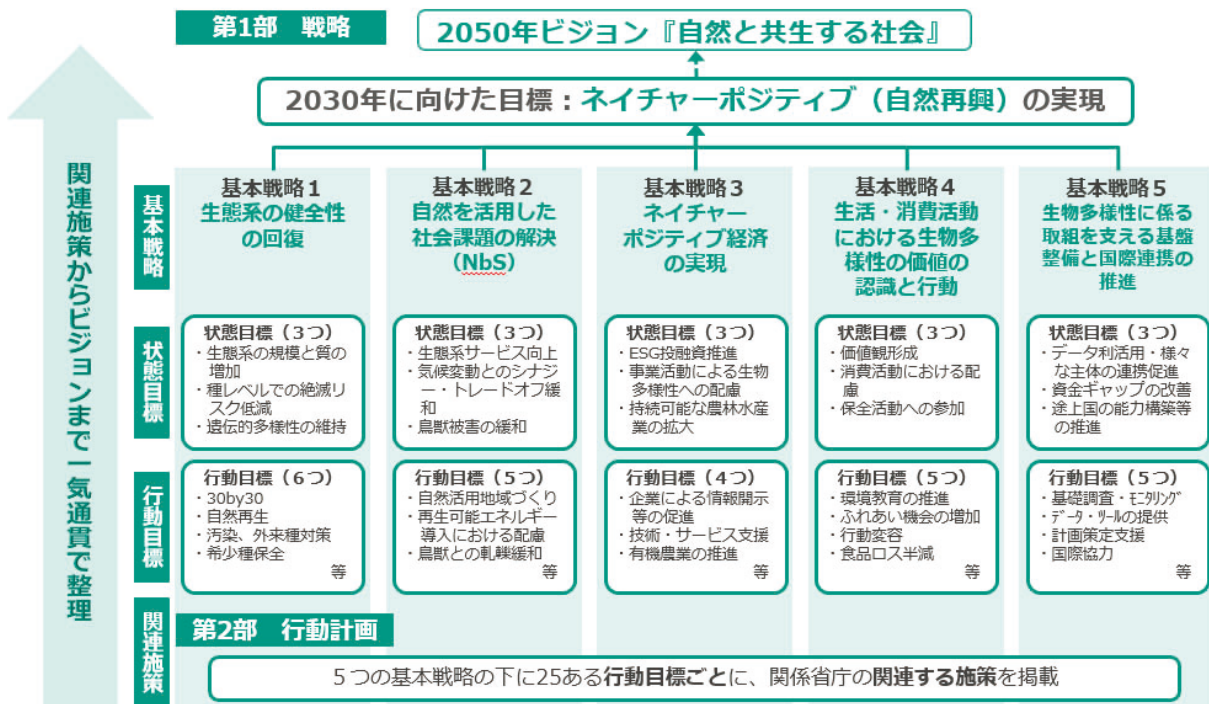 第1部 戦略
2050年ビジョン『自然と共生する社会』
2030年に向けた目標：ネイチャーポジティブ（自然再興）の実現
関連施策からビジョンまで一気通貫で整理
基本戦略
基本戦略１
生態系の健全性
の回復
基本戦略２
自然を活用した
社会課題の解決
（NbS）
基本戦略３
ネイチャー
ポジティブ経済
の実現
基本戦略４
生活・消費活動
における生物多
様性の価値の
認識と行動
基本戦略５
生物多様性に係る
取組を支える基盤
整備と国際連携の
推進
状態目標
状態目標（３つ）
・生態系の規模と質の
増加
・種レベルでの絶滅リ
スク低減
・遺伝的多様性の維持
状態目標（３つ）
・生態系サービス向上
・気候変動とのシナジ
ー・トレードオフ緩
和
・鳥獣被害の緩和
状態目標（３つ）
・ESG投融資推進
・事業活動による生物
多様性への配慮
・持続可能な農林水産
業の拡大
状態目標（３つ）
・価値観形成
・消費活動における配
慮
・保全活動への参加
状態目標（３つ）
・データ利活用・様々
な主体の連携促進
・資金ギャップの改善
・途上国の能力構築等
の推進
行動目標
行動目標（６つ）
・30by30
・自然再生
・汚染、外来種対策
・希少種保全
等
行動目標（５つ）
・自然活用地域づくり
・再生可能エネルギー
導入における配慮
・鳥獣との軋轢緩和
等
行動目標（４つ）
・企業による情報開示
等の促進
・技術・サービス支援
・有機農業の推進
等
行動目標（５つ）
・環境教育の推進
・ふれあい機会の増加
・行動変容
・食品ロス半減
等
行動目標（５つ）
・基礎調査・ﾓﾆﾀﾘﾝｸﾞ
・ﾃﾞｰﾀ・ﾂｰﾙの提供
・計画策定支援
・国際協力
等
関連施策
第2部 行動計画
５つの基本戦略の下に25ある行動目標ごとに、関係省庁の関連する施策を掲載